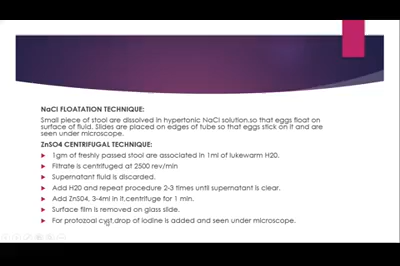 NaCl FLOATATION TECHNIQUE:
Small piece of stool are dissolved in hypertonic NaCl solution.so that eggs float on
surface of fluid. Slides are placed on edges of tube so that eggs stick on it and are
seen under microscope.
ZnSO4 CENTRIFUGAL TECHNIQUE:
1gm of freshly passed stool are associated in 1ml of lukewarm H20.
Filtrate is centrifuged at 2500 rev/min
Supernatant fluid is discarded.
Add H20 and repeat procedure 2-3 times until supernatant is clear.
Add ZnS04, 3-4ml in it.centrifuge for 1 min.
Surface film is removed on glass slide.
For protozoal cyst,drop of iodine is added and seen under microscope.